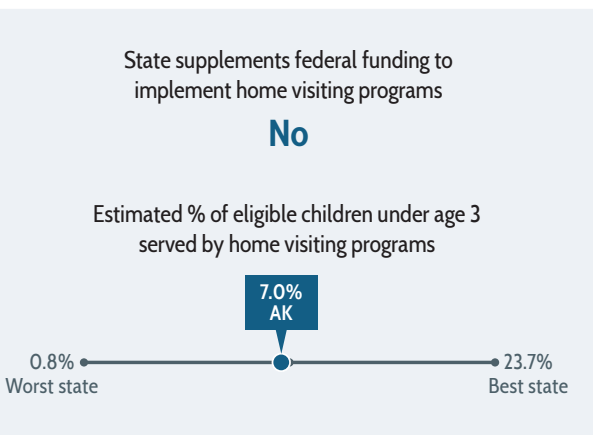 State supplements federal funding to
implement home visiting programs
No
Estimated % of eligible children under age 3
served by home visiting programs
7.0%
AK
0.8%
Worst state
23.7%
Best state